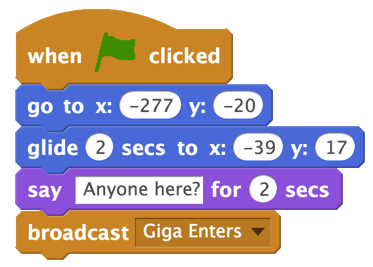 when clicked
go to x: -277 y: -20
glide 2 secs to x: -39 y: 17
say Anyone here? for 2 secs
broadcast Giga Enters